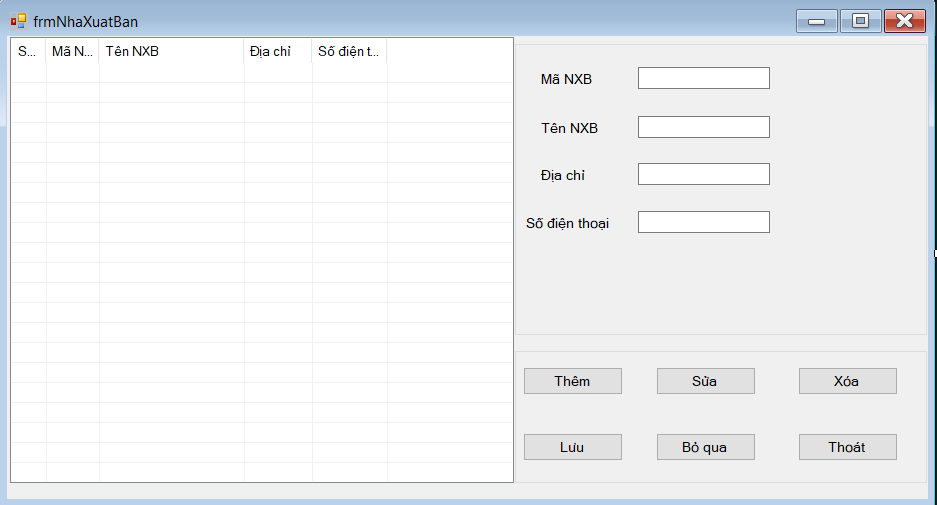 frmNhaXuatBan
S... Mã N... Tên NXB Địa chỉ Số điện t...
Mã NXB
Tên NXB
Địa chỉ
Số điện thoại
Thêm Sửa Xóa
Lưu Bỏ qua Thoát